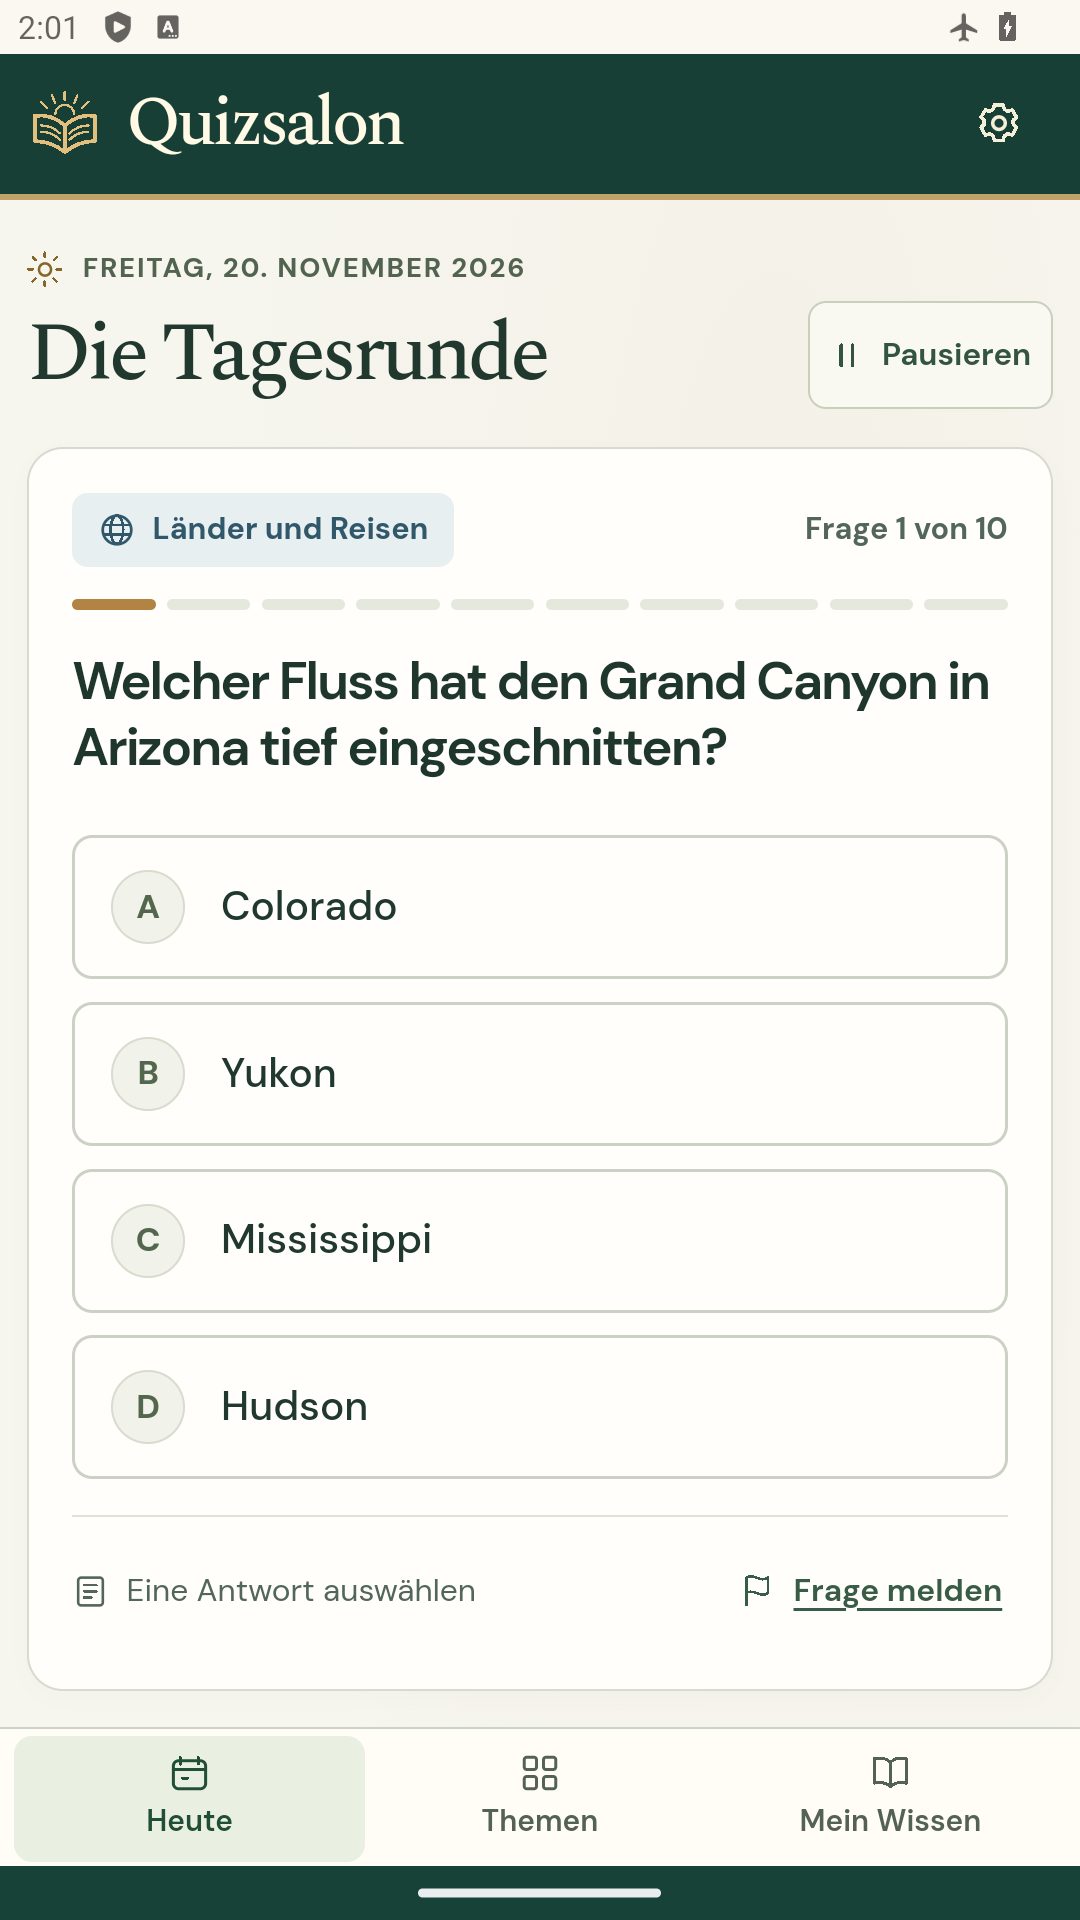 2:01
Quizsalon
FREITAG, 20. NOVEMBER 2026
Die Tagesrunde
Pausieren
Länder und Reisen
Frage 1 von 10
Welcher Fluss hat den Grand Canyon in
Arizona tief eingeschnitten?
A Colorado
B Yukon
C Mississippi
D Hudson
Eine Antwort auswählen
Frage melden
Heute
Themen
Mein Wissen